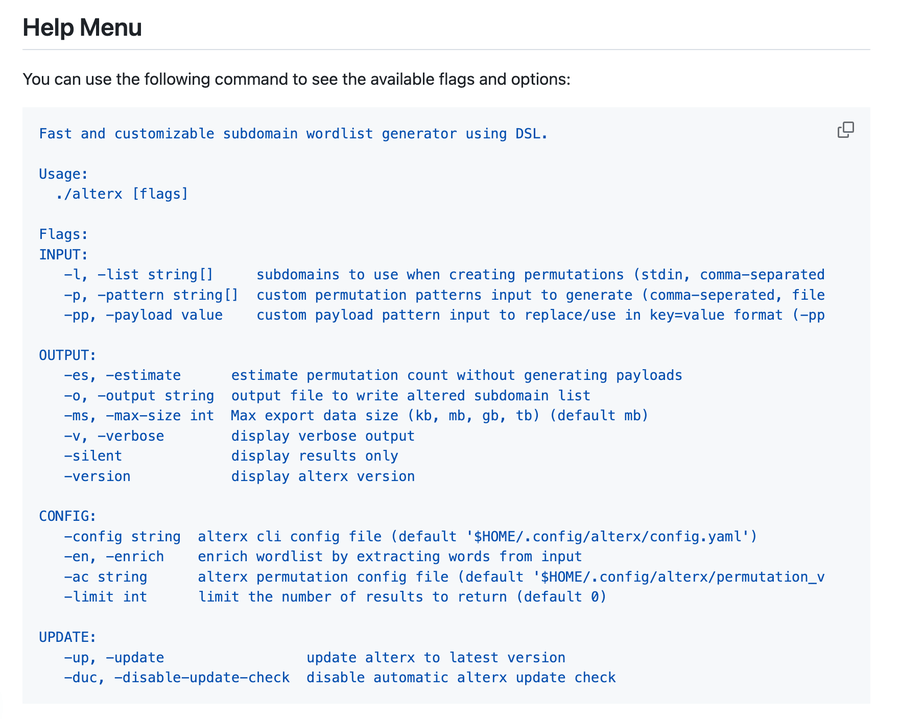 Help Menu
You can use the following command to see the available flags and options:
Fast and customizable subdomain wordlist generator using DSL.

Usage:
  ./alterx [flags]

Flags:
INPUT:
   -l, -list string[]     subdomains to use when creating permutations (stdin, comma-separated
   -p, -pattern string[]  custom permutation patterns input to generate (comma-seperated, file
   -pp, -payload value    custom payload pattern input to replace/use in key=value format (-pp

OUTPUT:
   -es, -estimate      estimate permutation count without generating payloads
   -o, -output string  output file to write altered subdomain list
   -ms, -max-size int  Max export data size (kb, mb, gb, tb) (default mb)
   -v, -verbose        display verbose output
   -silent             display results only
   -version            display alterx version

CONFIG:
   -config string  alterx cli config file (default '$HOME/.config/alterx/config.yaml')
   -en, -enrich    enrich wordlist by extracting words from input
   -ac string      alterx permutation config file (default '$HOME/.config/alterx/permutation_v
   -limit int      limit the number of results to return (default 0)

UPDATE:
   -up, -update                 update alterx to latest version
   -duc, -disable-update-check  disable automatic alterx update check